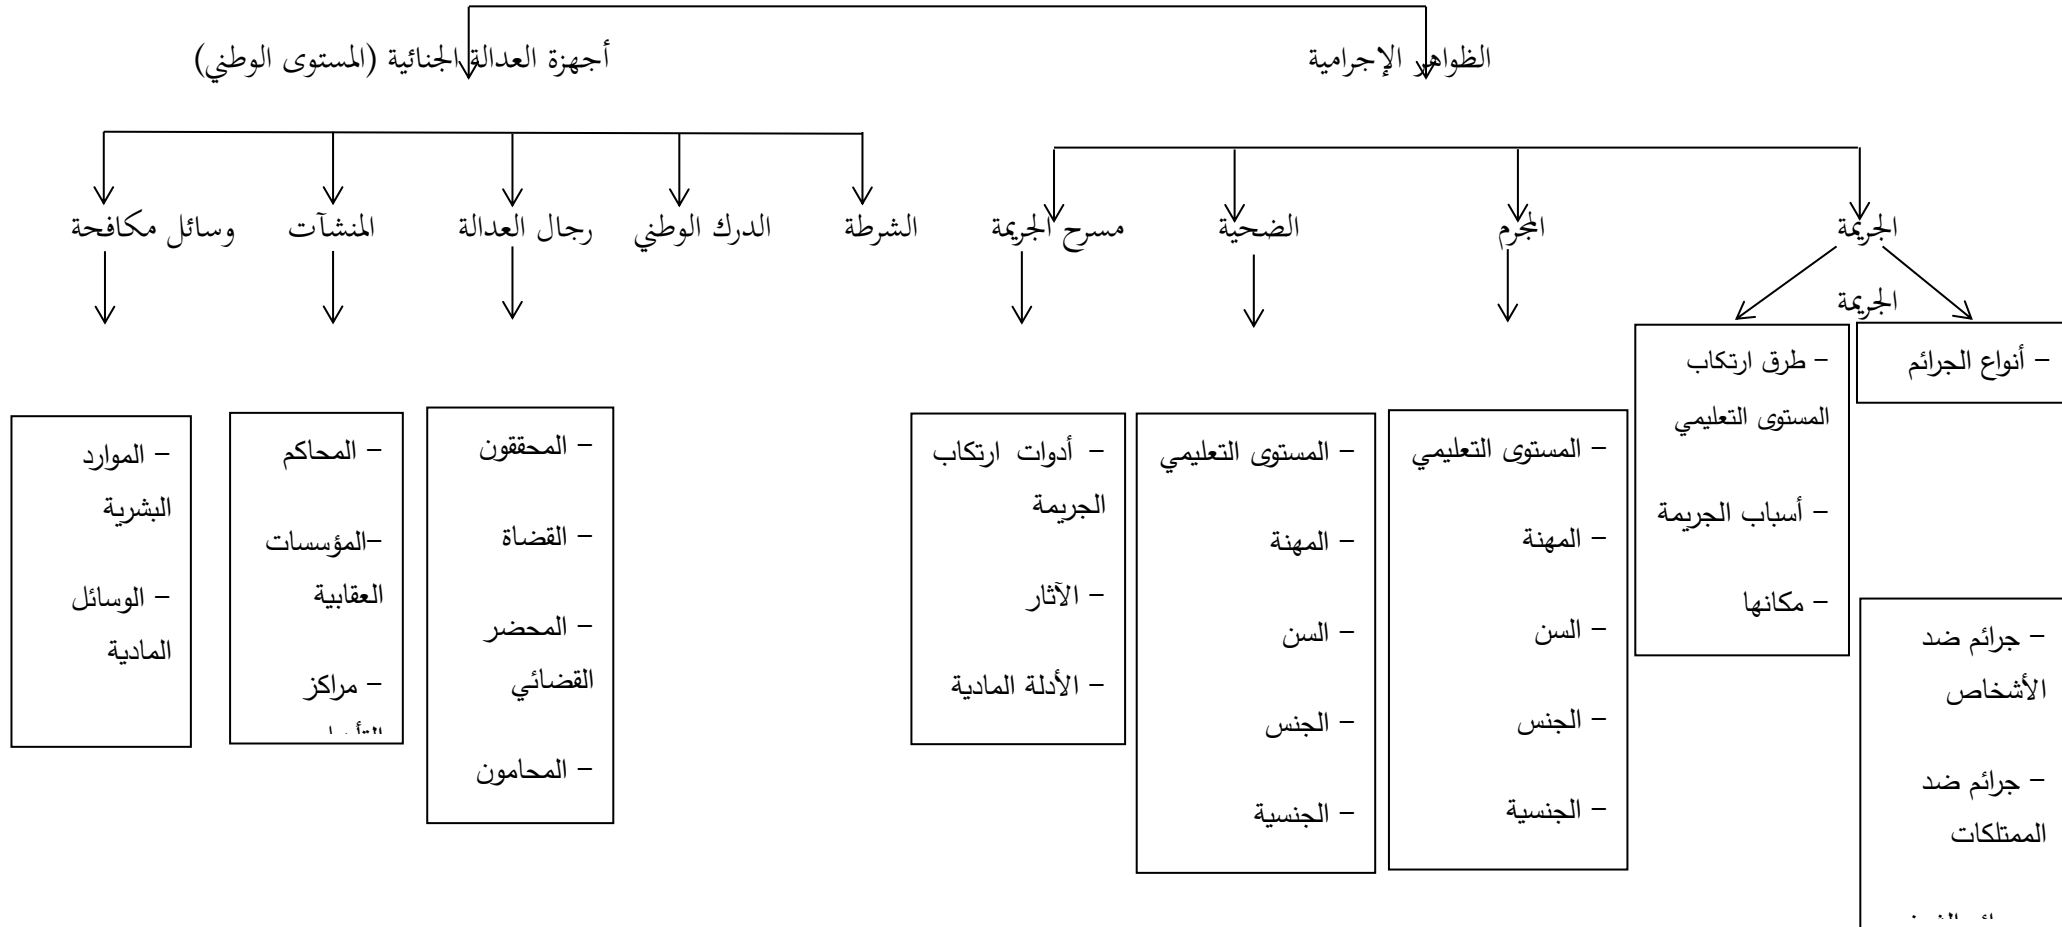 الظواهر الإجرامية
أجهزة العدالة الجنائية (المستوى الوطني)
الجريمة
المجرم
الضحية
مسرح الجريمة
الشرطة
الدرك الوطني
رجال العدالة
المنشآت
وسائل مكافحة
الجريمة
– أنواع الجرائم
– جرائم ضد
الأشخاص
– جرائم ضد
الممتلكات
– طرق ارتكاب
المستوى التعليمي
– أسباب الجريمة
– مكانها
– المستوى التعليمي
– المهنة
– السن
– الجنس
– الجنسية
– المستوى التعليمي
– المهنة
– السن
– الجنس
– الجنسية
– أدوات ارتكاب
الجريمة
– الآثار
– الأدلة المادية
– المحققون
– القضاة
– المحضر
القضائي
– المحامون
– المحاكم
–المؤسسات
العقابية
– مراكز
– الموارد
البشرية
– الوسائل
المادية